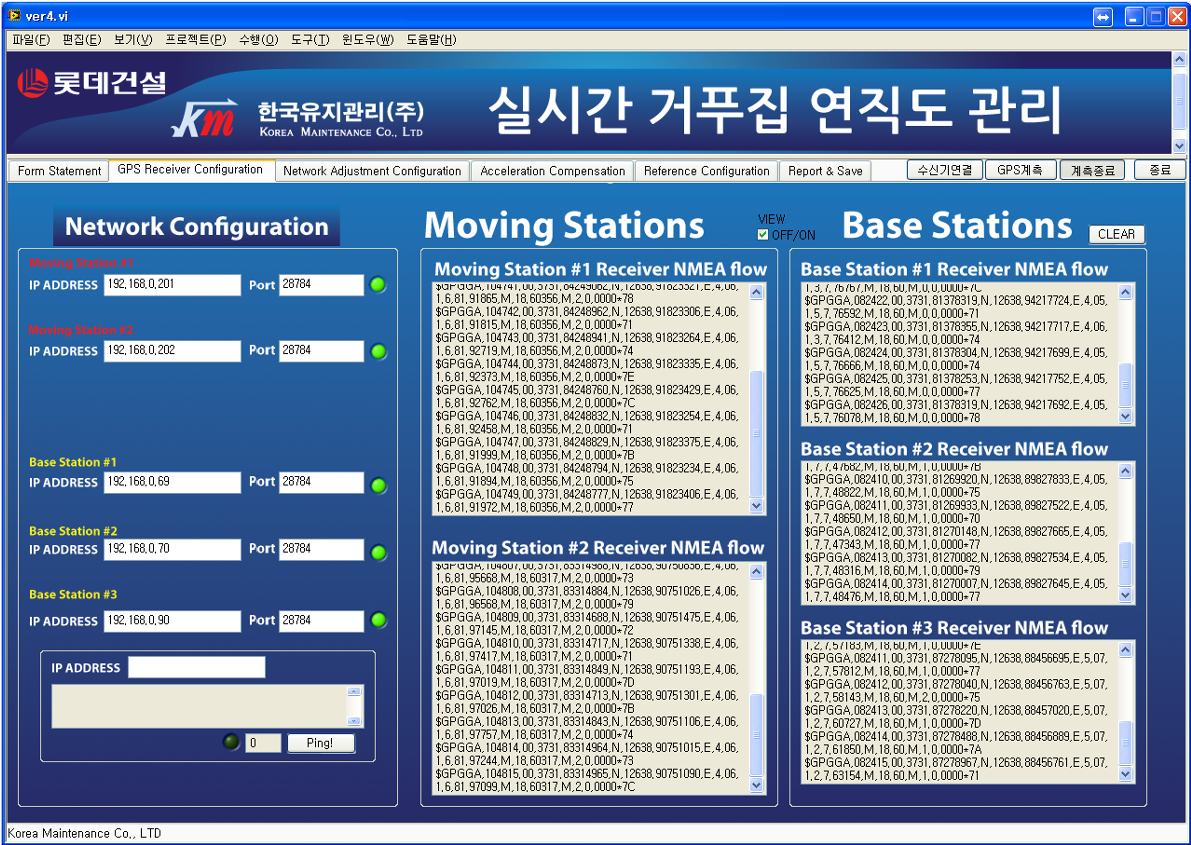 ver4.vi
파일(F) 편집(E) 보기(V) 프로젝트(P) 수행(O) 도구(T) 윈도우(W) 도움말(H)
롯데건설
Km 한국유지관리(주)
KOREA MAINTENANCE CO., LTD
실시간 거푸집 연직도 관리
Form Statement GPS Receiver Configuration Network Adjustment Configuration Acceleration Compensation Reference Configuration Report & Save 수신기연결 GPS계측 계측종료 종료
Network Configuration
Moving Station #1
IP ADDRESS 192,168,0,201 Port 28784
Moving Station #2
IP ADDRESS 192,168,0,202 Port 28784
Base Station #1
IP ADDRESS 192,168,0,69 Port 28784
Base Station #2
IP ADDRESS 192,168,0,70 Port 28784
Base Station #3
IP ADDRESS 192,168,0,90 Port 28784
IP ADDRESS
0 Ping!
Moving Stations
VIEW
OFF/ON
Moving Station #1 Receiver NMEA flow
$GPGGA,104741,00,3731,84249062,N,12638,91823321,E,4,06,
1,6,81,91865,M,18,60356,M,2,0,0000*78
$GPGGA,104742,00,3731,84248962,N,12638,91823306,E,4,06,
1,6,81,91815,M,18,60356,M,2,0,0000*71
$GPGGA,104743,00,3731,84248941,N,12638,91823264,E,4,06,
1,6,81,92719,M,18,60356,M,2,0,0000*74
$GPGGA,104744,00,3731,84248873,N,12638,91823335,E,4,06,
1,6,81,92373,M,18,60356,M,2,0,0000*7E
$GPGGA,104745,00,3731,84248760,N,12638,91823429,E,4,06,
1,6,81,92762,M,18,60356,M,2,0,0000*7C
$GPGGA,104746,00,3731,84248832,N,12638,91823254,E,4,06,
1,6,81,92458,M,18,60356,M,2,0,0000*71
$GPGGA,104747,00,3731,84248829,N,12638,91823375,E,4,06,
1,6,81,91999,M,18,60356,M,2,0,0000*7B
$GPGGA,104748,00,3731,84248794,N,12638,91823234,E,4,06,
1,6,81,91894,M,18,60356,M,2,0,0000*75
$GPGGA,104749,00,3731,84248777,N,12638,91823406,E,4,06,
1,6,81,91972,M,18,60356,M,2,0,0000*77
Moving Station #2 Receiver NMEA flow
$GPGGA,104807,00,3731,83314968,N,12638,90750836,E,4,06,
1,6,81,95668,M,18,60317,M,2,0,0000*73
$GPGGA,104808,00,3731,83314884,N,12638,90751026,E,4,06,
1,6,81,96568,M,18,60317,M,2,0,0000*79
$GPGGA,104809,00,3731,83314688,N,12638,90751475,E,4,06,
1,6,81,97145,M,18,60317,M,2,0,0000*72
$GPGGA,104810,00,3731,83314717,N,12638,90751338,E,4,06,
1,6,81,97417,M,18,60317,M,2,0,0000*71
$GPGGA,104811,00,3731,83314849,N,12638,90751193,E,4,06,
1,6,81,97019,M,18,60317,M,2,0,0000*7D
$GPGGA,104812,00,3731,83314713,N,12638,90751301,E,4,06,
1,6,81,97026,M,18,60317,M,2,0,0000*7B
$GPGGA,104813,00,3731,83314843,N,12638,90751106,E,4,06,
1,6,81,97757,M,18,60317,M,2,0,0000*74
$GPGGA,104814,00,3731,83314964,N,12638,90751015,E,4,06,
1,6,81,97244,M,18,60317,M,2,0,0000*73
$GPGGA,104815,00,3731,83314965,N,12638,90751090,E,4,06,
1,6,81,97099,M,18,60317,M,2,0,0000*7C
Base Stations
CLEAR
Base Station #1 Receiver NMEA flow
1,3,7,76767,M,18,60,M,0,0,0000*7C
$GPGGA,082422,00,3731,81378319,N,12638,94217724,E,4,05,
1,5,7,76592,M,18,60,M,0,0,0000*71
$GPGGA,082423,00,3731,81378355,N,12638,94217717,E,4,06,
1,3,7,76412,M,18,60,M,0,0,0000*74
$GPGGA,082424,00,3731,81378304,N,12638,94217699,E,4,05,
1,5,7,76666,M,18,60,M,0,0,0000*74
$GPGGA,082425,00,3731,81378253,N,12638,94217752,E,4,05,
1,5,7,76625,M,18,60,M,0,0,0000*77
$GPGGA,082426,00,3731,81378319,N,12638,94217692,E,4,05,
1,5,7,76078,M,18,60,M,0,0,0000*78
Base Station #2 Receiver NMEA flow
1,7,7,47682,M,18,60,M,1,0,0000*7B
$GPGGA,082410,00,3731,81269920,N,12638,89827833,E,4,05,
1,7,7,48822,M,18,60,M,1,0,0000*75
$GPGGA,082411,00,3731,81269933,N,12638,89827522,E,4,05,
1,7,7,48650,M,18,60,M,1,0,0000*70
$GPGGA,082412,00,3731,81270148,N,12638,89827665,E,4,05,
1,7,7,47343,M,18,60,M,1,0,0000*77
$GPGGA,082413,00,3731,81270082,N,12638,89827534,E,4,05,
1,7,7,48316,M,18,60,M,1,0,0000*79
$GPGGA,082414,00,3731,81270007,N,12638,89827645,E,4,05,
1,7,7,48476,M,18,60,M,1,0,0000*77
Base Station #3 Receiver NMEA flow
1,2,7,57183,M,18,60,M,1,0,0000*7E
$GPGGA,082411,00,3731,87278095,N,12638,88456695,E,5,07,
1,2,7,57812,M,18,60,M,1,0,0000*77
$GPGGA,082412,00,3731,87278040,N,12638,88456763,E,5,07,
1,2,7,58143,M,18,60,M,2,0,0000*75
$GPGGA,082413,00,3731,87278220,N,12638,88457020,E,5,07,
1,2,7,60727,M,18,60,M,1,0,0000*7D
$GPGGA,082414,00,3731,87278488,N,12638,88456889,E,5,07,
1,2,7,61850,M,18,60,M,1,0,0000*7A
$GPGGA,082415,00,3731,87278967,N,12638,88456761,E,5,07,
1,2,7,63154,M,18,60,M,1,0,0000*71
Korea Maintenance Co., LTD